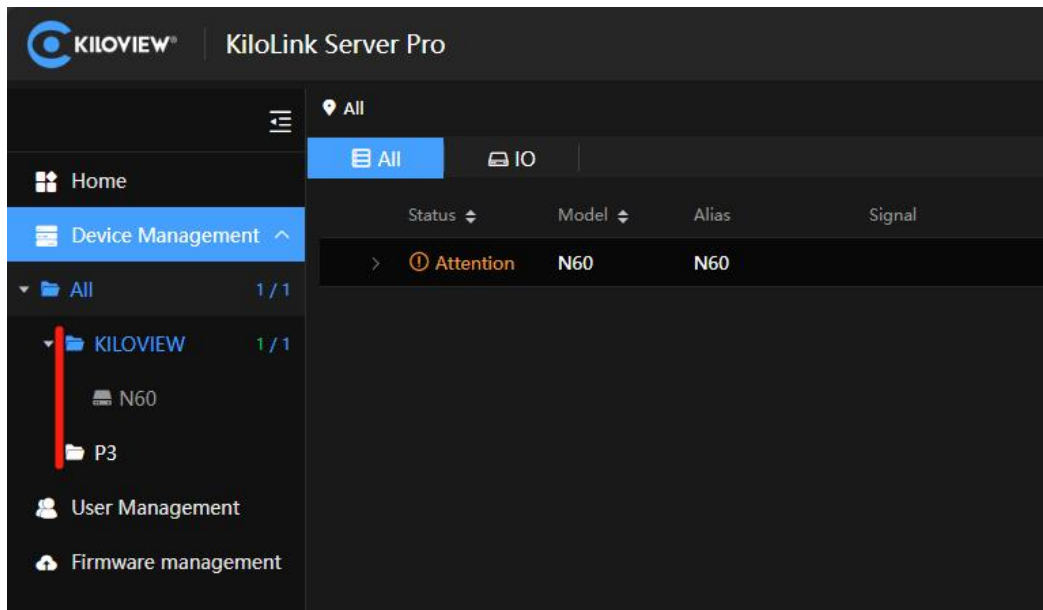 KILOVIEW® KiloLink Server Pro
All
All IO
Home
Status Model Alias Signal
Device Management
Attention N60 N60
All 1/1
KILOVIEW 1/1
N60
P3
User Management
Firmware management